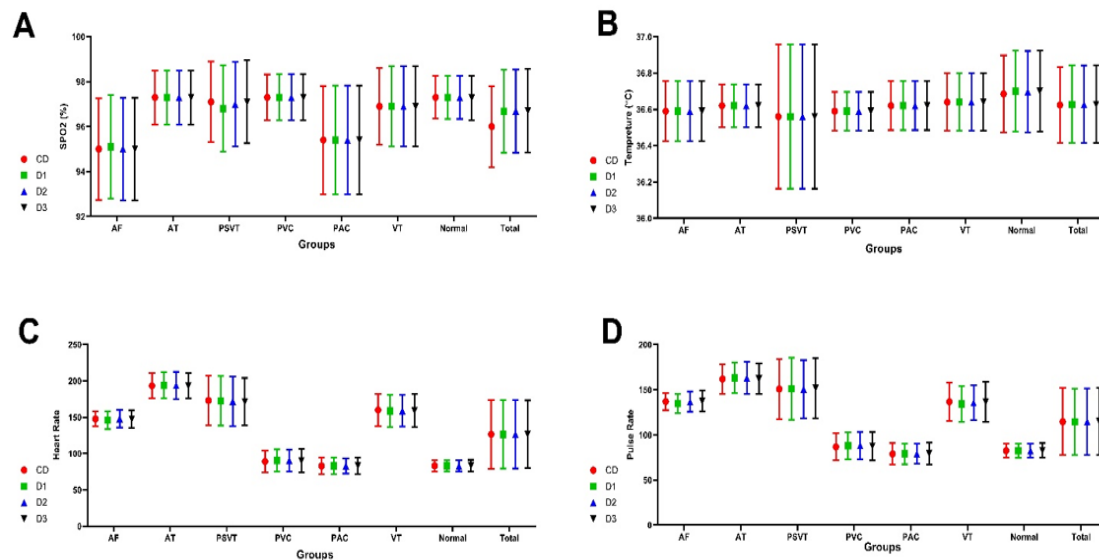 A
SPO2 (%)
100
98
96
94
92
CD
D1
D2
D3
AF AT PSVT PVC PAC VT Normal Total
Groups
B
Tempreture (°C)
37.0
36.8
36.6
36.4
36.2
36.0
CD
D1
D2
D3
AF AT PSVT PVC PAC VT Normal Total
Groups
C
Heart Rate
250
200
150
100
50
0
CD
D1
D2
D3
AF AT PSVT PVC PAC VT Normal Total
Groups
D
Pulse Rate
200
150
100
50
0
CD
D1
D2
D3
AF AT PSVT PVC PAC VT Normal Total
Groups